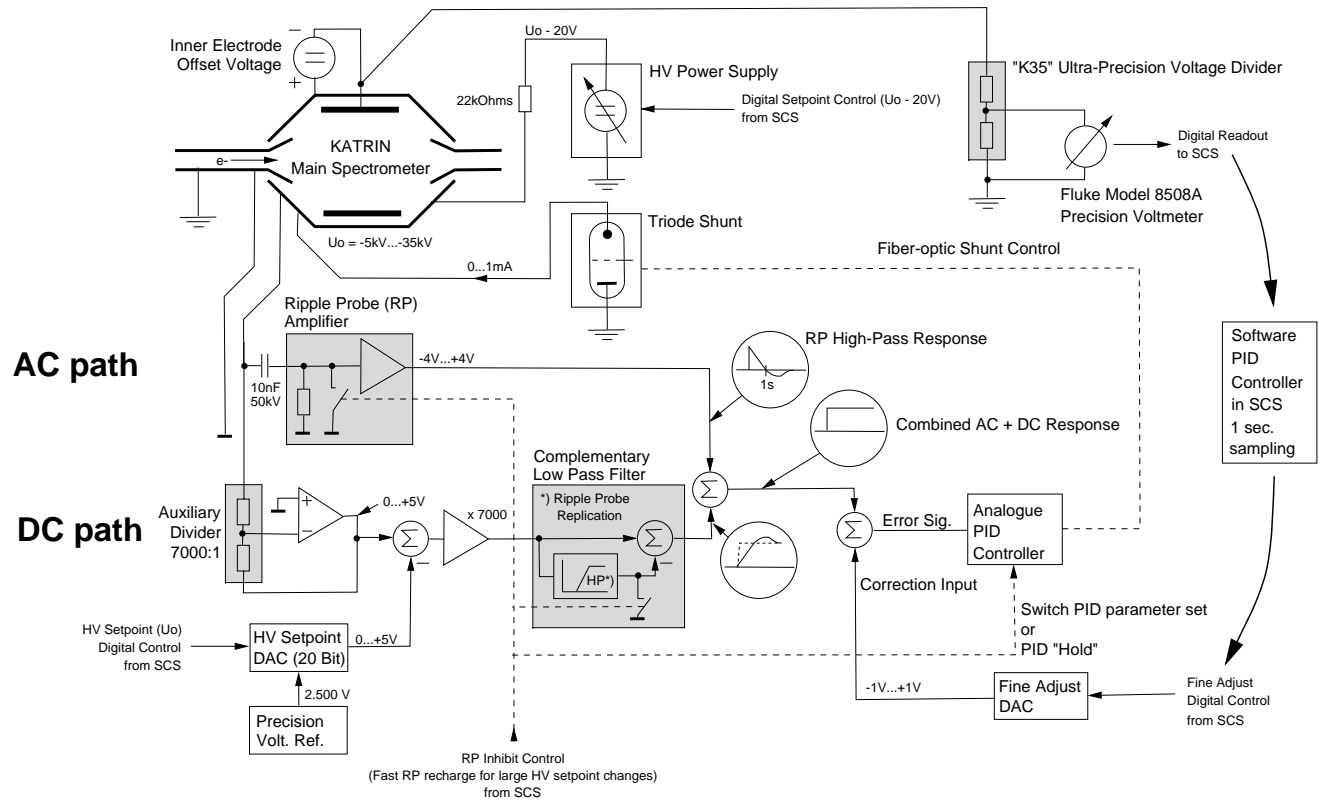 Inner Electrode
Offset Voltage
−
+
Uo - 20V
HV Power Supply
22kOhms
Digital Setpoint Control (Uo - 20V)
from SCS
"K35" Ultra-Precision Voltage Divider
Digital Readout
to SCS
Fluke Model 8508A
Precision Voltmeter
KATRIN
Main Spectrometer
e-
Uo = -5kV...-35kV
Triode Shunt
0...1mA
Fiber-optic Shunt Control
Ripple Probe (RP)
Amplifier
AC path
-4V...+4V
10nF
50kV
RP High-Pass Response
1s
Combined AC + DC Response
Software
PID
Controller
in SCS
1 sec.
sampling
Complementary
Low Pass Filter
*) Ripple Probe
Replication
Σ
HP*)
−
Σ
Σ
Error Sig.
Analogue
PID
Controller
DC path
Auxiliary
Divider
7000:1
+
−
0...+5V
Σ
−
x 7000
Correction Input
Switch PID parameter set
or
PID "Hold"
HV Setpoint (Uo)
Digital Control
from SCS
HV Setpoint
DAC (20 Bit)
0...+5V
2.500 V
Precision
Volt. Ref.
-1V...+1V
Fine Adjust
DAC
Fine Adjust
Digital Control
from SCS
RP Inhibit Control
(Fast RP recharge for large HV setpoint changes)
from SCS